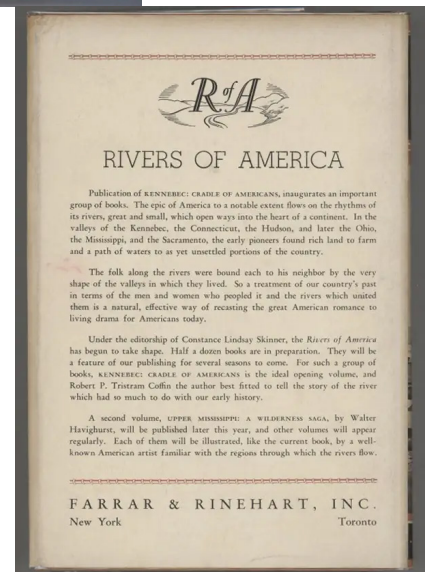 R of A
RIVERS OF AMERICA
Publication of KENNEBEC: CRADLE OF AMERICANS, inaugurates an important
group of books. The epic of America to a notable extent flows on the rhythms of
its rivers, great and small, which open ways into the heart of a continent. In the
valleys of the Kennebec, the Connecticut, the Hudson, and later the Ohio,
the Mississippi, and the Sacramento, the early pioneers found rich land to farm
and a path of waters to as yet unsettled portions of the country.
The folk along the rivers were bound each to his neighbor by the very
shape of the valleys in which they lived. So a treatment of our country's past
in terms of the men and women who peopled it and the rivers which united
them is a natural, effective way of recasting the great American romance to
living drama for Americans today.
Under the editorship of Constance Lindsay Skinner, the Rivers of America
has begun to take shape. Half a dozen books are in preparation. They will be
a feature of our publishing for several seasons to come. For such a group of
books, KENNEBEC: CRADLE OF AMERICANS is the ideal opening volume, and
Robert P. Tristram Coffin the author best fitted to tell the story of the river
which had so much to do with our early history.
A second volume, UPPER MISSISSIPPI: A WILDERNESS SAGA, by Walter
Havighurst, will be published later this year, and other volumes will appear
regularly. Each of them will be illustrated, like the current book, by a well-
known American artist familiar with the regions through which the rivers flow.
FARRAR & RINEHART, INC.
New York Toronto